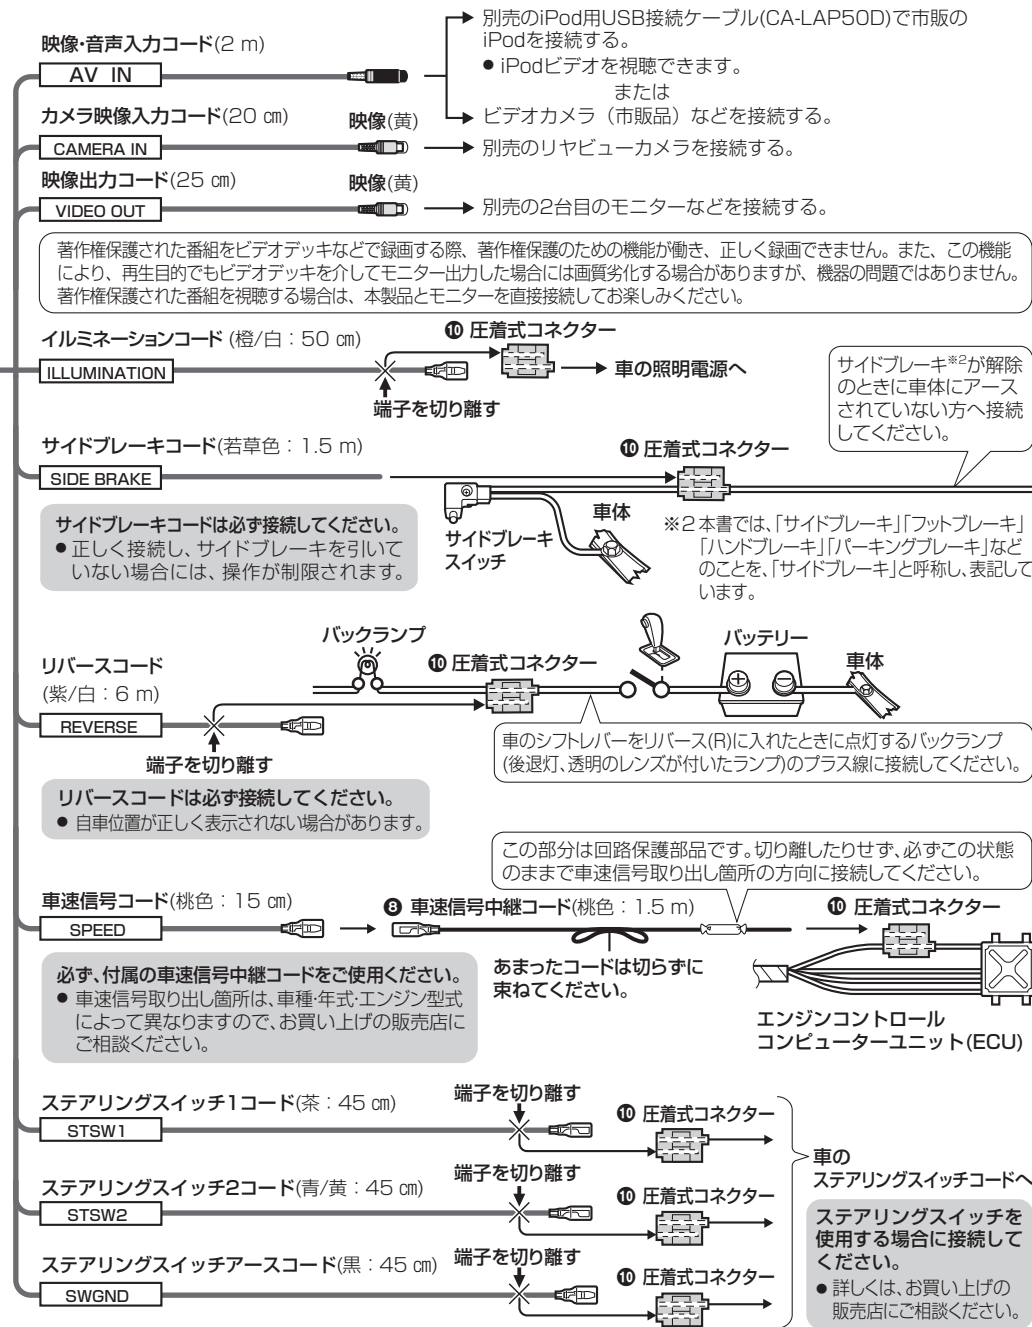 映像・音声入力コード(2 m)
AV IN
別売のiPod用USB接続ケーブル(CA-LAP50D)で市販の
iPodを接続する。
● iPodビデオを視聴できます。
または
ビデオカメラ（市販品）などを接続する。
カメラ映像入力コード(20 ㎝)
映像(黄)
CAMERA IN
別売のリヤビューカメラを接続する。
映像出力コード(25 ㎝)
映像(黄)
VIDEO OUT
別売の2台目のモニターなどを接続する。
著作権保護された番組をビデオデッキなどで録画する際、著作権保護のための機能が働き、正しく録画できません。また、この機能
により、再生目的でもビデオデッキを介してモニター出力した場合には画質劣化する場合がありますが、機器の問題ではありません。
著作権保護された番組を視聴する場合は、本製品とモニターを直接接続してお楽しみください。
イルミネーションコード (橙/白：50 ㎝)
ILLUMINATION
❿ 圧着式コネクター
車の照明電源へ
端子を切り離す
サイドブレーキ※2が解除
のときに車体にアース
されていない方へ接続
してください。
サイドブレーキコード(若草色：1.5 m)
SIDE BRAKE
❿ 圧着式コネクター
サイドブレーキコードは必ず接続してください。
● 正しく接続し、サイドブレーキを引いて
いない場合には、操作が制限されます。
サイドブレーキ
スイッチ
車体
※2 本書では、「サイドブレーキ」「フットブレーキ」
「ハンドブレーキ」「パーキングブレーキ」など
のことを、「サイドブレーキ」と呼称し、表記して
います。
バックランプ
❿ 圧着式コネクター
バッテリー
車体
リバースコード
(紫/白：6 m)
REVERSE
端子を切り離す
車のシフトレバーをリバース(R)に入れたときに点灯するバックランプ
(後退灯、透明のレンズが付いたランプ)のプラス線に接続してください。
リバースコードは必ず接続してください。
● 自車位置が正しく表示されない場合があります。
この部分は回路保護部品です。切り離したりせず、必ずこの状態
のままで車速信号取り出し箇所の方向に接続してください。
車速信号コード(桃色：15 ㎝)
SPEED
❽ 車速信号中継コード(桃色：1.5 m)
❿ 圧着式コネクター
必ず、付属の車速信号中継コードをご使用ください。
● 車速信号取り出し箇所は、車種・年式・エンジン型式
によって異なりますので、お買い上げの販売店に
ご相談ください。
あまったコードは切らずに
束ねてください。
エンジンコントロール
コンピューターユニット(ECU)
ステアリングスイッチ1コード(茶：45 ㎝)
STSW1
端子を切り離す
❿ 圧着式コネクター
ステアリングスイッチ2コード(青/黄：45 ㎝)
STSW2
端子を切り離す
❿ 圧着式コネクター
ステアリングスイッチアースコード(黒：45 ㎝)
SWGND
端子を切り離す
❿ 圧着式コネクター
車の
ステアリングスイッチコードへ
ステアリングスイッチを
使用する場合に接続して
ください。
● 詳しくは、お買い上げの
販売店にご相談ください。